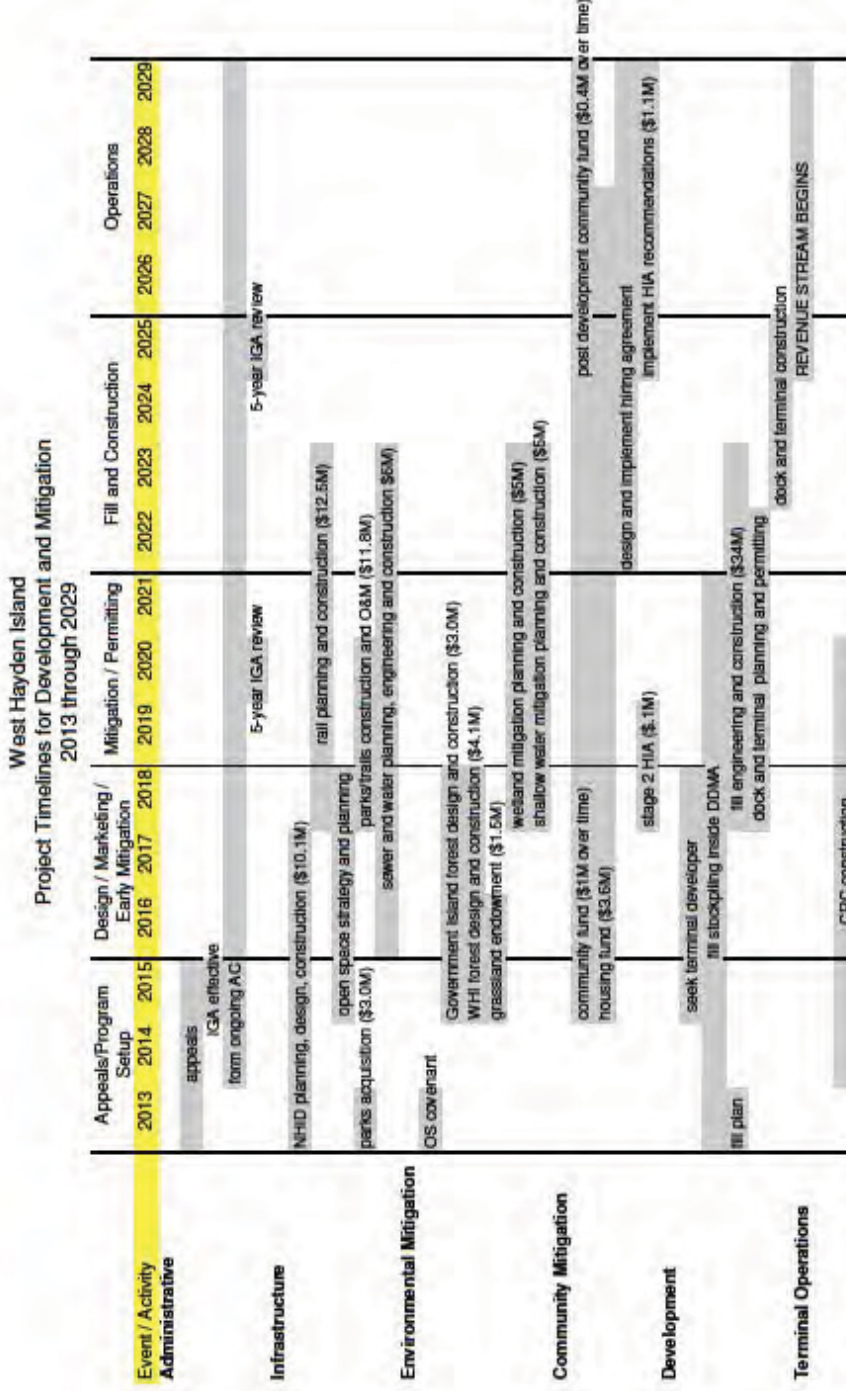 West Hayden Island
Project Timelines for Development and Mitigation
2013 through 2029
Appeals/Program Setup
Design / Marketing / Early Mitigation
Mitigation / Permitting
Fill and Construction
Operations
Event / Activity 2013 2014 2015 2016 2017 2018 2019 2020 2021 2022 2023 2024 2025 2026 2027 2028 2029
Administrative
appeals
IGA effective
form ongoing AC
5-year IGA review 5-year IGA review
Infrastructure
NHID planning, design, construction ($10.1M)
rail planning and construction ($12.5M)
open space strategy and planning
parks acquisition ($3.0M) parks/trails construction and O&M ($11.8M)
sewer and water planning, engineering and construction $6M)
Environmental Mitigation
OS covenant
Government Island forest design and construction ($3.0M)
WHI forest design and construction ($4.1M)
grassland endowment ($1.5M)
wetland mitigation planning and construction ($5M)
shallow water mitigation planning and construction ($5M)
Community Mitigation
community fund ($1M over time) post development community fund ($0.4M over time)
housing fund ($3.6M)
design and implement hiring agreement
stage 2 HIA ($.1M) implement HIA recommendations ($1.1M)
Development
seek terminal developer
fill stockpiling inside DDMA
fill plan fill engineering and construction ($34M)
dock and terminal planning and permitting
dock and terminal construction
Terminal Operations
REVENUE STREAM BEGINS
CRC construction